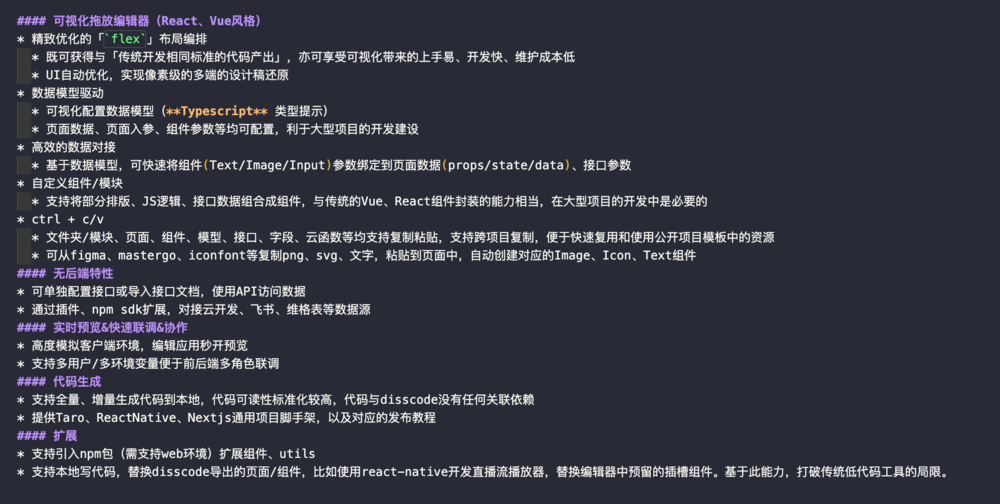 #### 可视化拖放编辑器（React、Vue风格）
* 精致优化的「`flex`」布局编排
* 既可获得与「传统开发相同标准的代码产出」，亦可享受可视化带来的上手易、开发快、维护成本低
* UI自动优化，实现像素级的多端的设计稿还原
* 数据模型驱动
* 可视化配置数据模型（**Typescript** 类型提示）
* 页面数据、页面入参、组件参数等均可配置，利于大型项目的开发建设
* 高效的数据对接
* 基于数据模型，可快速将组件(Text/Image/Input)参数绑定到页面数据(props/state/data)、接口参数
* 自定义组件/模块
* 支持将部分排版、JS逻辑、接口数据组合成组件，与传统的Vue、React组件封装的能力相当，在大型项目的开发中是必要的
* ctrl + c/v
* 文件夹/模块、页面、组件、模型、接口、字段、云函数等均支持复制粘贴，支持跨项目复制，便于快速复用和使用公开项目模板中的资源
* 可从figma、mastergo、iconfont等复制png、svg、文字，粘贴到页面中，自动创建对应的Image、Icon、Text组件
#### 无后端特性
* 可单独配置接口或导入接口文档，使用API访问数据
* 通过插件、npm sdk扩展，对接云开发、飞书、维格表等数据源
#### 实时预览&快速联调&协作
* 高度模拟客户端环境，编辑应用秒开预览
* 支持多用户/多环境变量便于前后端多角色联调
#### 代码生成
* 支持全量、增量生成代码到本地，代码可读性标准化较高，代码与disscode没有任何关联依赖
* 提供Taro、ReactNative、Nextjs通用项目脚手架，以及对应的发布教程
#### 扩展
* 支持引入npm包（需支持web环境）扩展组件、utils
* 支持本地写代码，替换disscode导出的页面/组件，比如使用react-native开发直播流播放器，替换编辑器中预留的插槽组件。基于此能力，打破传统低代码工具的局限。